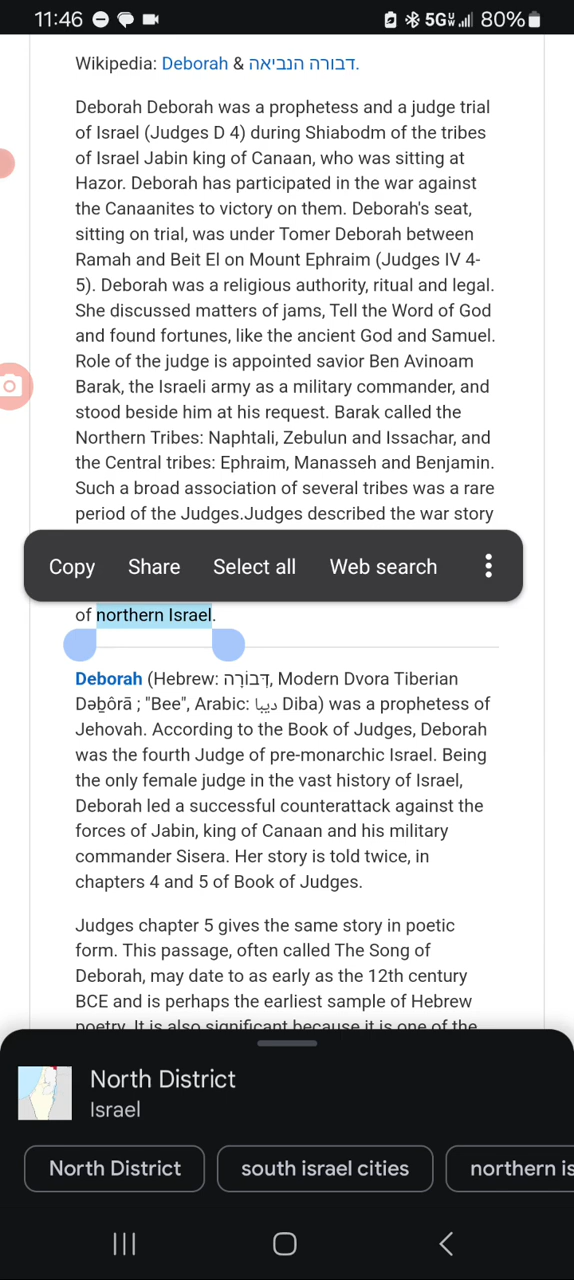 11:46
5G
80%
Wikipedia: Deborah & דבורה הנביאה.
Deborah Deborah was a prophetess and a judge trial
of Israel (Judges D 4) during Shiabodm of the tribes
of Israel Jabin king of Canaan, who was sitting at
Hazor. Deborah has participated in the war against
the Canaanites to victory on them. Deborah's seat,
sitting on trial, was under Tomer Deborah between
Ramah and Beit El on Mount Ephraim (Judges IV 4-
5). Deborah was a religious authority, ritual and legal.
She discussed matters of jams, Tell the Word of God
and found fortunes, like the ancient God and Samuel.
Role of the judge is appointed savior Ben Avinoam
Barak, the Israeli army as a military commander, and
stood beside him at his request. Barak called the
Northern Tribes: Naphtali, Zebulun and Issachar, and
the Central tribes: Ephraim, Manasseh and Benjamin.
Such a broad association of several tribes was a rare
period of the Judges.Judges described the war story
Copy Share Select all Web search
of northern Israel.
Deborah (Hebrew: דְּבוֹרָה, Modern Dvora Tiberian
Dəḇôrā ; "Bee", Arabic: ديبا Diba) was a prophetess of
Jehovah. According to the Book of Judges, Deborah
was the fourth Judge of pre-monarchic Israel. Being
the only female judge in the vast history of Israel,
Deborah led a successful counterattack against the
forces of Jabin, king of Canaan and his military
commander Sisera. Her story is told twice, in
chapters 4 and 5 of Book of Judges.
Judges chapter 5 gives the same story in poetic
form. This passage, often called The Song of
Deborah, may date to as early as the 12th century
BCE and is perhaps the earliest sample of Hebrew
poetry. It is also significant because it is one of the
North District
Israel
North District
south israel cities
northern is